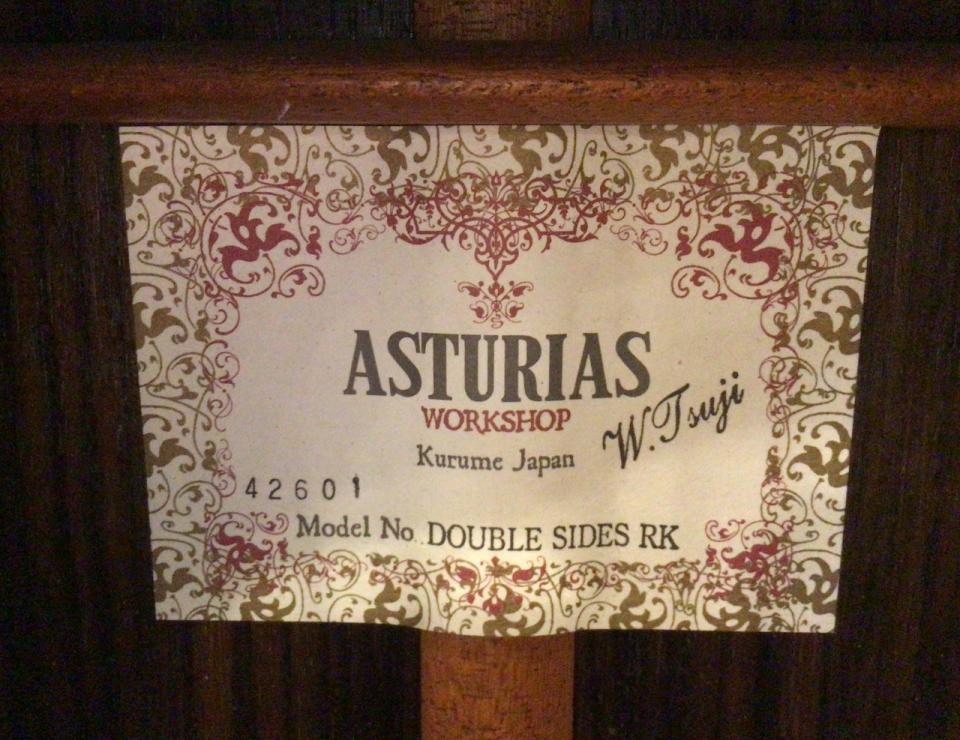 ASTURIAS
WORKSHOP
W. Tsuji
Kurume Japan
42601
Model No. DOUBLE SIDES RK